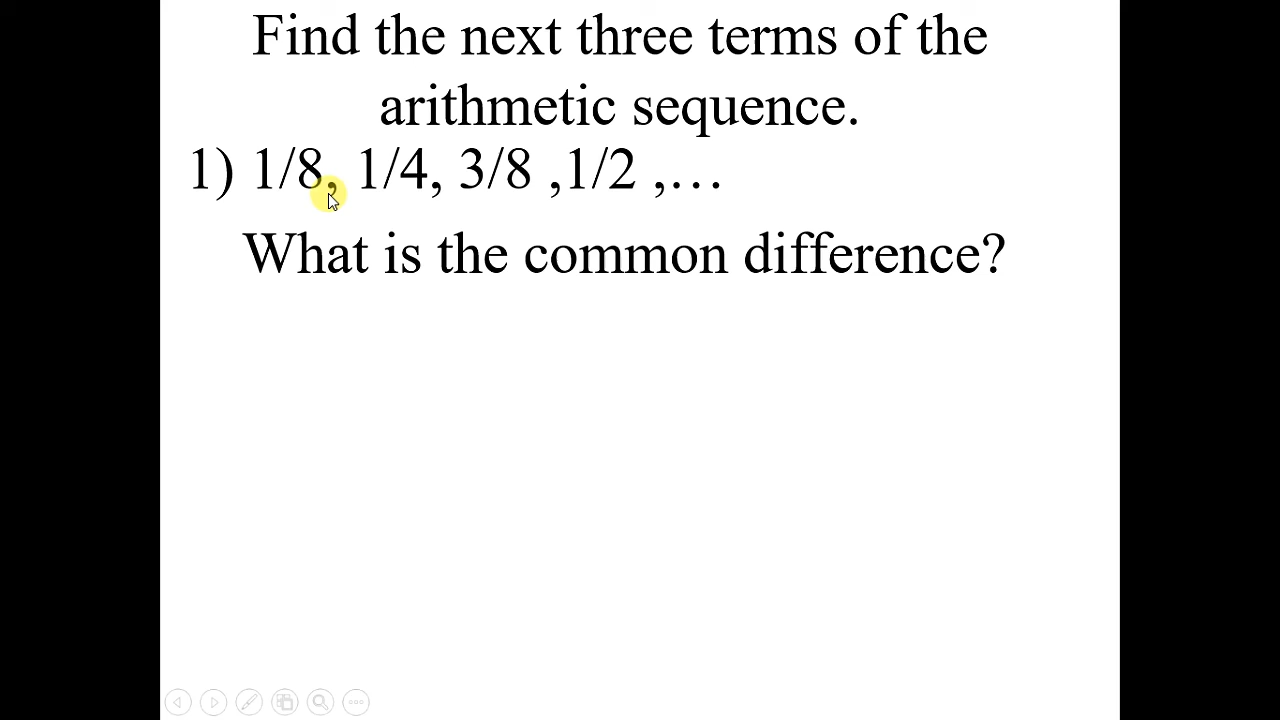 Find the next three terms of the
arithmetic sequence.
1) 1/8, 1/4, 3/8 ,1/2 ,…
What is the common difference?